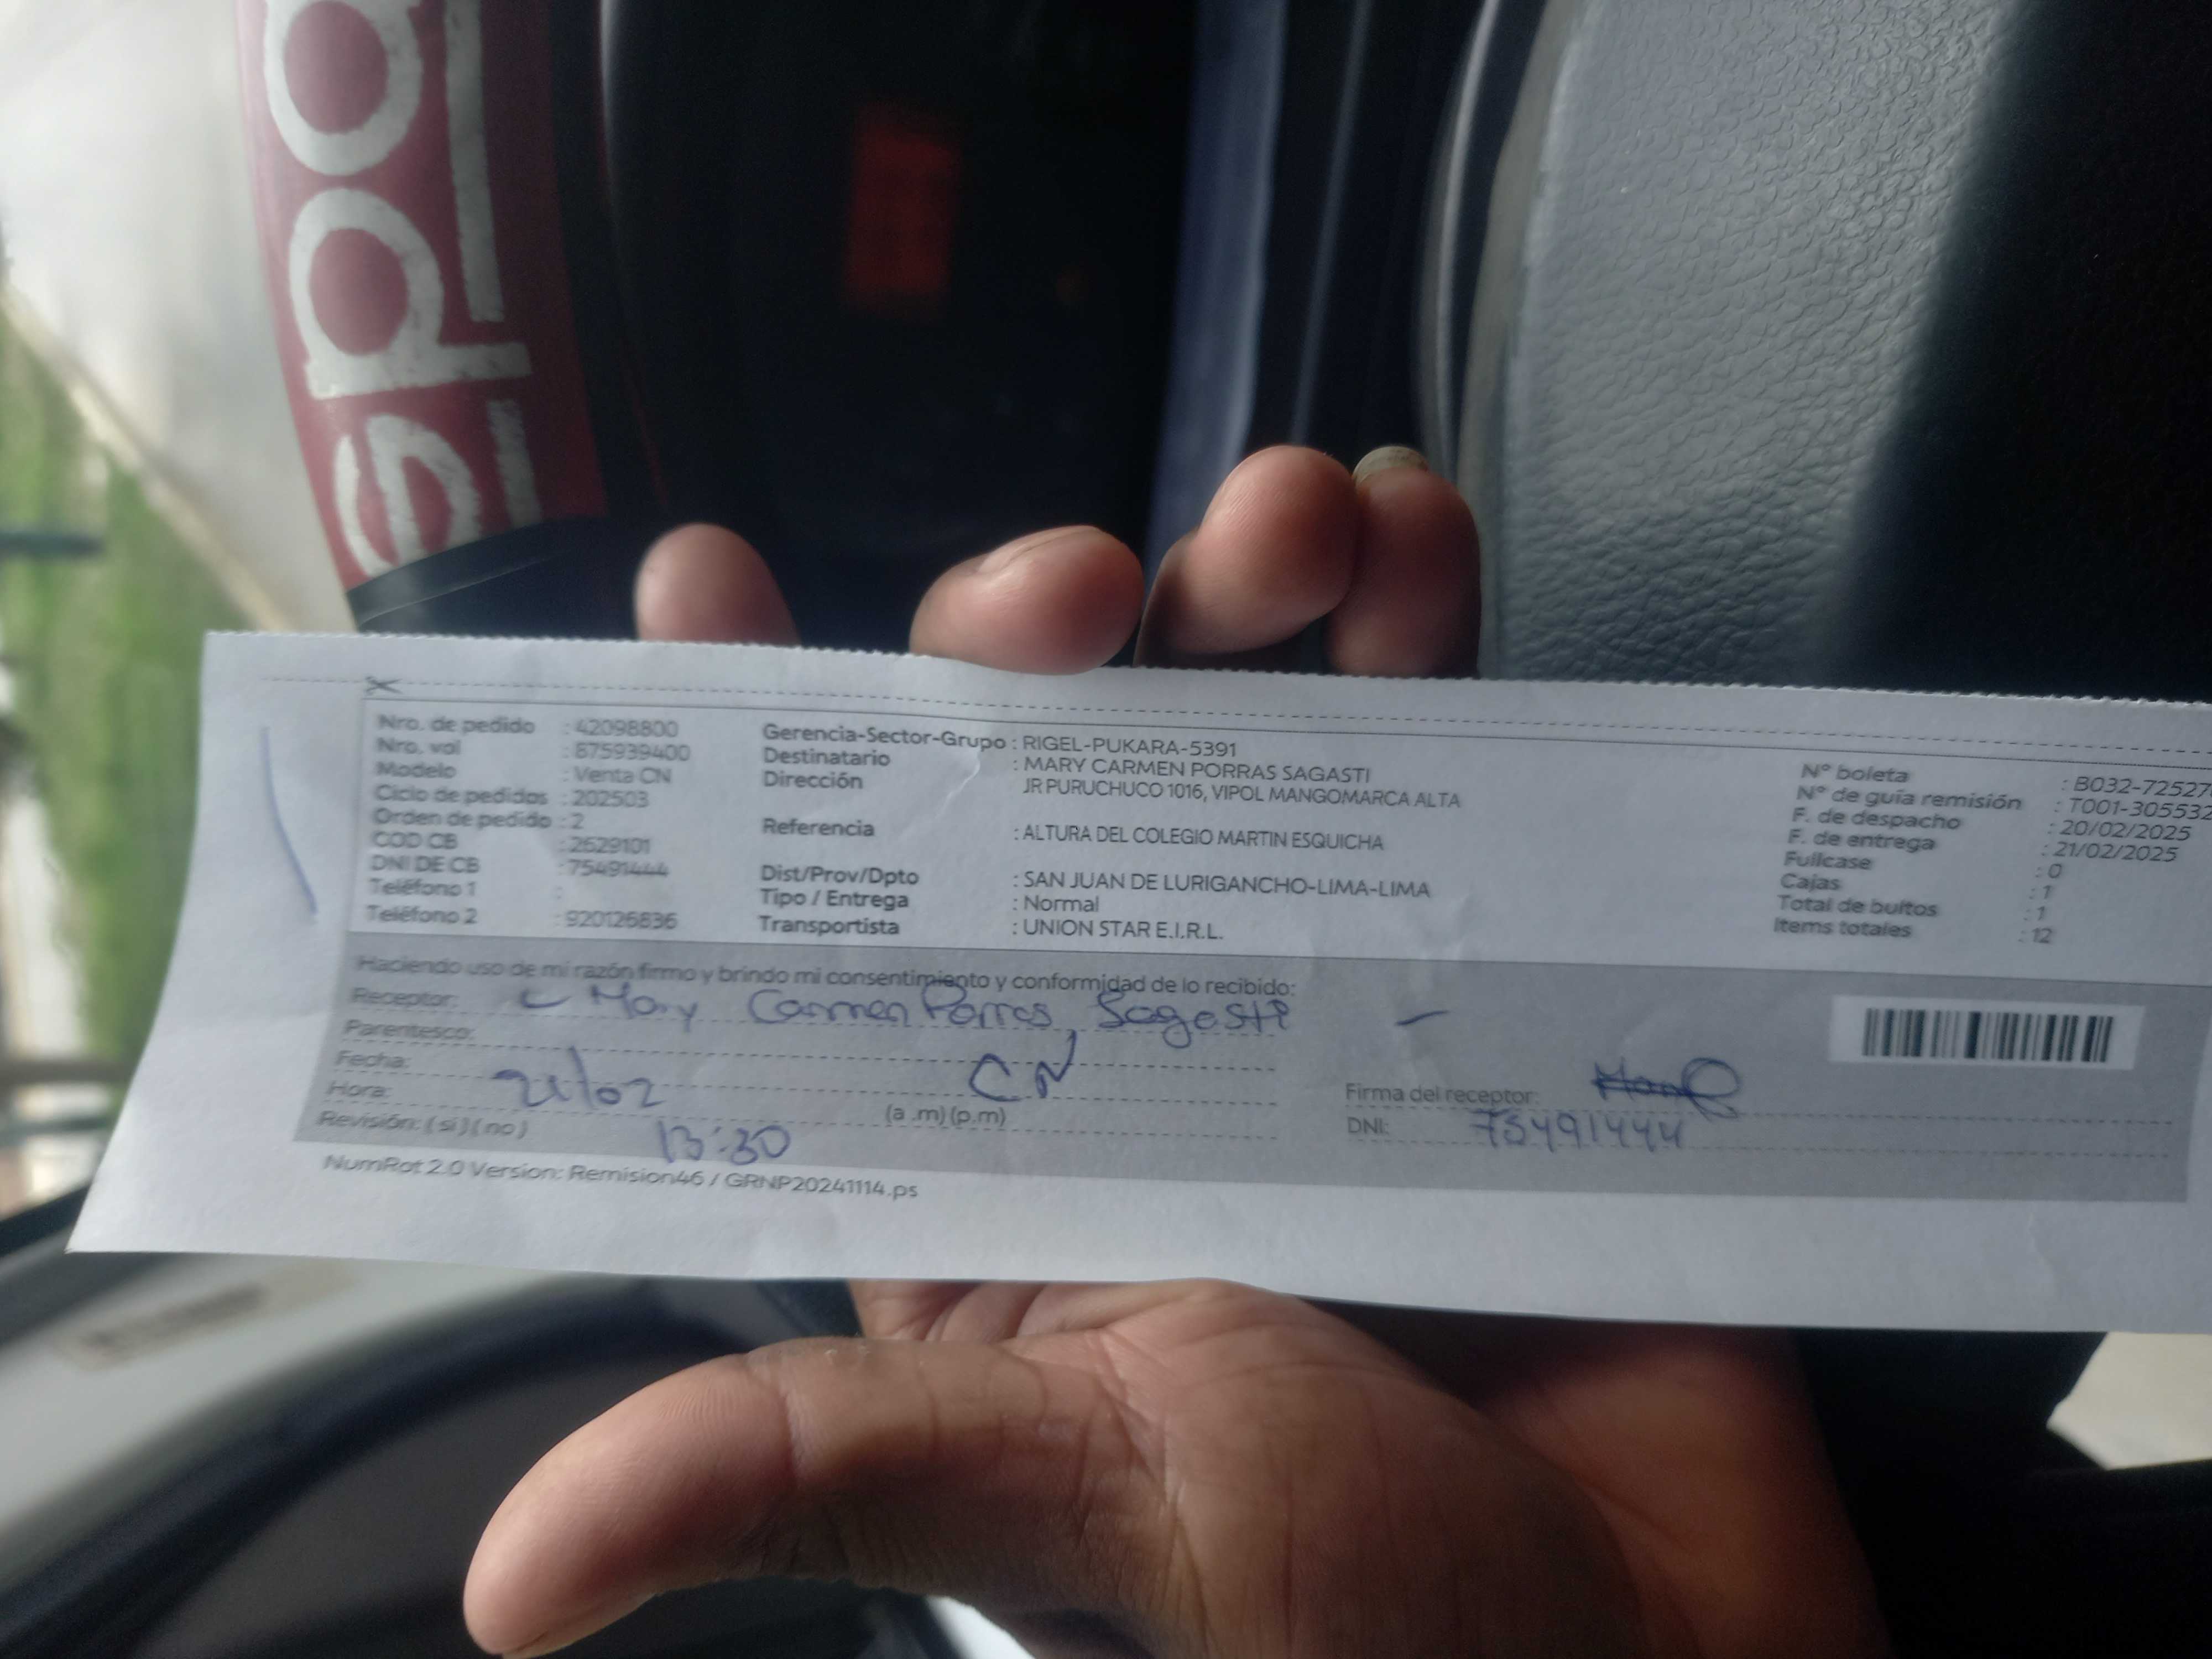 epa
Nro. de pedido : 42098800
Nro. vol : 875939400
Modelo : Venta CN
Ciclo de pedidos : 202503
Orden de pedido : 2
COD CB : 2629101
DNI DE CB : 75491444
Teléfono 1 :
Teléfono 2 : 920126836
Gerencia-Sector-Grupo : RIGEL-PUKARA-5391
Destinatario : MARY CARMEN PORRAS SAGASTI
Dirección JR PURUCHUCO 1016, VIPOL MANGOMARCA ALTA
Referencia : ALTURA DEL COLEGIO MARTIN ESQUICHA
Dist/Prov/Dpto : SAN JUAN DE LURIGANCHO-LIMA-LIMA
Tipo / Entrega : Normal
Transportista : UNION STAR E.I.R.L.
N° boleta : B032-72527
N° de guía remisión : T001-305532
F. de despacho : 20/02/2025
F. de entrega : 21/02/2025
Fullcase : 0
Cajas : 1
Total de bultos : 1
Items totales : 12
Haciendo uso de mi razón firmo y brindo mi consentimiento y conformidad de lo recibido:
Receptor: Mary Carmen Porras Sagasti
Parentesco: CN
Fecha: 21/02
Hora: 13:30 (a .m) (p.m)
Revisión: ( si ) ( no )
Firma del receptor:
DNI: 75491444
NumRot 2.0 Version: Remision46 / GRNP20241114.ps